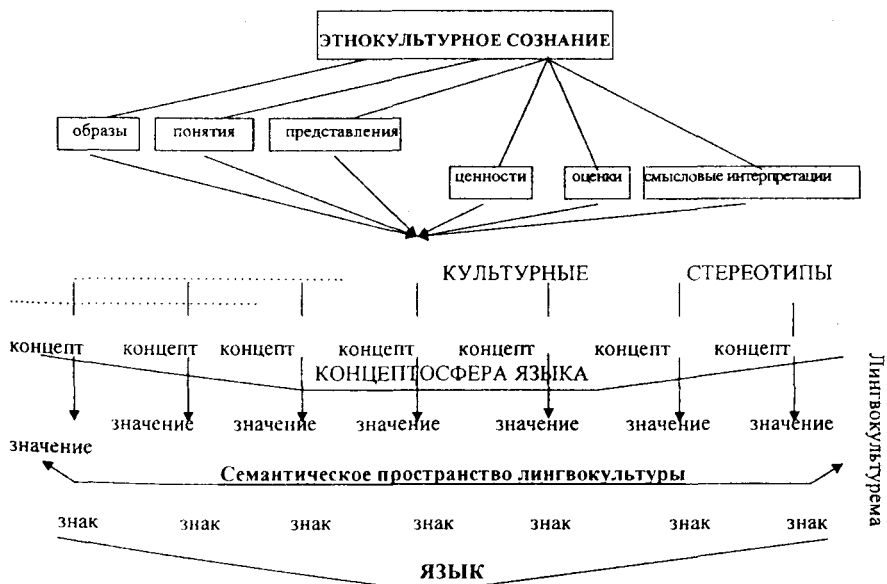 ЭТНОКУЛЬТУРНОЕ СОЗНАНИЕ
образы понятия представления
ценности оценки смысловые интерпретации
КУЛЬТУРНЫЕ СТЕРЕОТИПЫ
концепт концепт концепт концепт концепт концепт концепт
КОНЦЕПТОСФЕРА ЯЗЫКА
значение значение значение значение значение значение
значение
Семантическое пространство лингвокультуры
знак знак знак знак знак знак знак
ЯЗЫК
Лингвокультурема